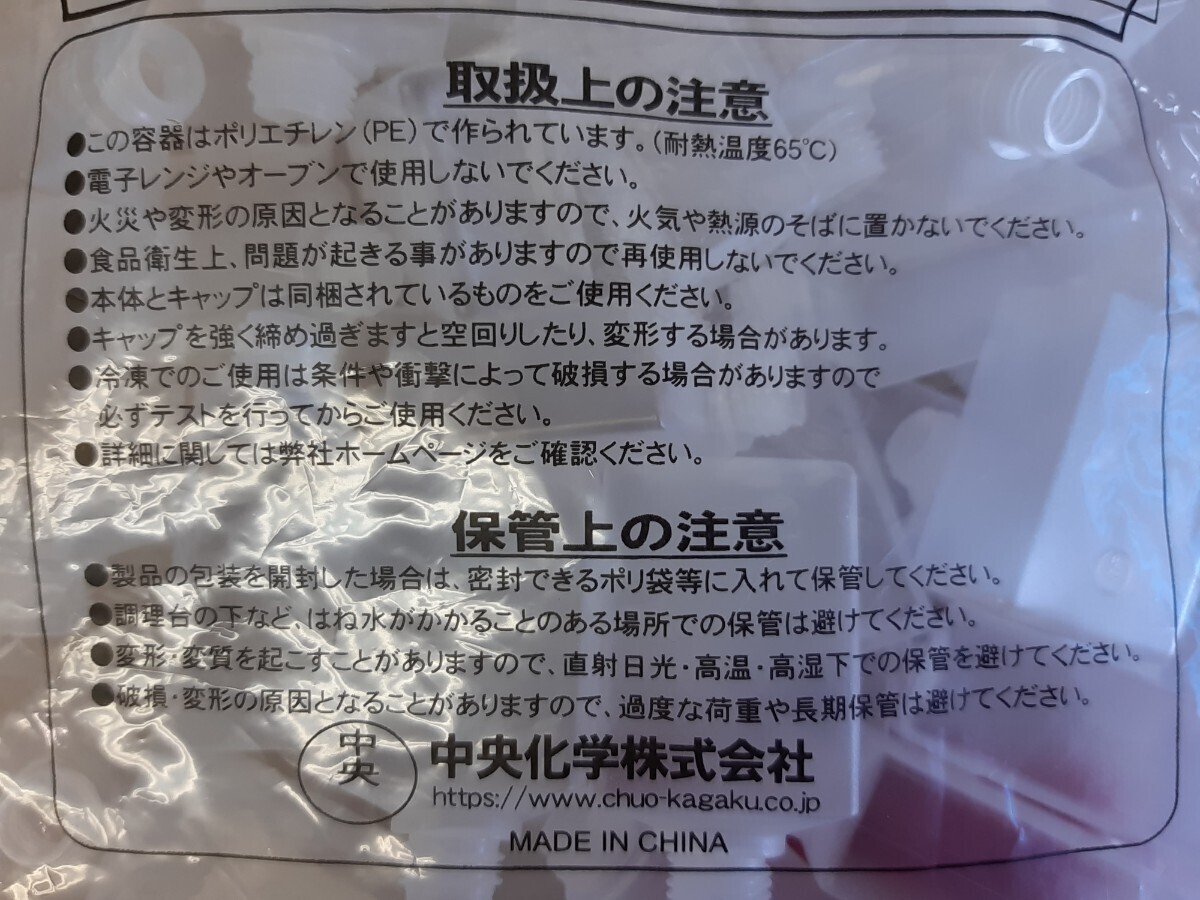 取扱上の注意
●この容器はポリエチレン(PE)で作られています。(耐熱温度65℃)
●電子レンジやオーブンで使用しないでください。
●火災や変形の原因となることがありますので、火気や熱源のそばに置かないでください。
●食品衛生上、問題が起きる事がありますので再使用しないでください。
●本体とキャップは同梱されているものをご使用ください。
●キャップを強く締め過ぎますと空回りしたり、変形する場合があります。
●冷凍でのご使用は条件や衝撃によって破損する場合がありますので
必ずテストを行ってからご使用ください。
●詳細に関しては弊社ホームページをご確認ください。
保管上の注意
●製品の包装を開封した場合は、密封できるポリ袋等に入れて保管してください。
●調理台の下など、はね水がかかることのある場所での保管は避けてください。
●変形・変質を起こすことがありますので、直射日光・高温・高湿下での保管を避けてください。
●破損・変形の原因となることがありますので、過度な荷重や長期保管は避けてください。
中央
中央化学株式会社
https://www.chuo-kagaku.co.jp
MADE IN CHINA